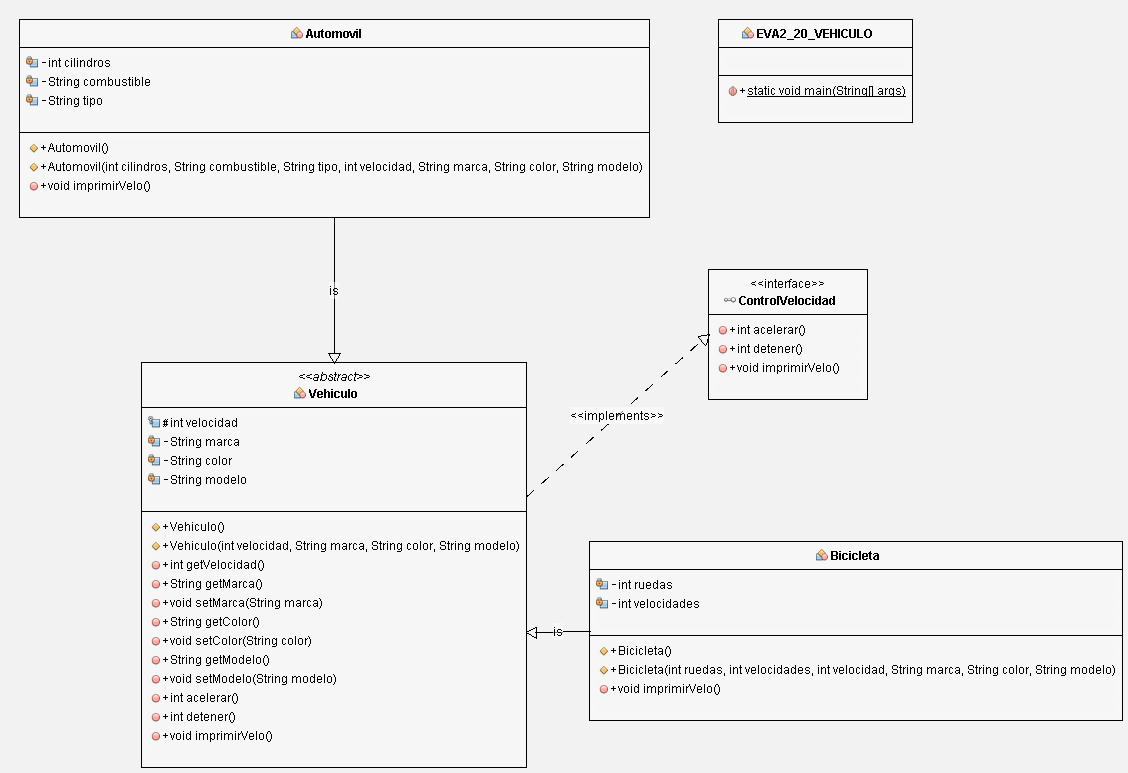 Automovil
-int cilindros
-String combustible
-String tipo
+Automovil()
+Automovil(int cilindros, String combustible, String tipo, int velocidad, String marca, String color, String modelo)
+void imprimirVelo()
EVA2_20_VEHICULO
+static void main(String[] args)
is
<<interface>>
ControlVelocidad
+int acelerar()
+int detener()
+void imprimirVelo()
<<implements>>
<<abstract>>
Vehiculo
#int velocidad
-String marca
-String color
-String modelo
+Vehiculo()
+Vehiculo(int velocidad, String marca, String color, String modelo)
+int getVelocidad()
+String getMarca()
+void setMarca(String marca)
+String getColor()
+void setColor(String color)
+String getModelo()
+void setModelo(String modelo)
+int acelerar()
+int detener()
+void imprimirVelo()
is
Bicicleta
-int ruedas
-int velocidades
+Bicicleta()
+Bicicleta(int ruedas, int velocidades, int velocidad, String marca, String color, String modelo)
+void imprimirVelo()